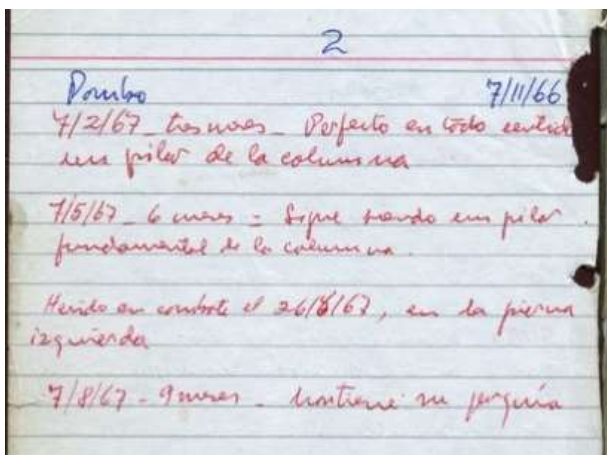 2
Pombo 7/11/66
7/2/67 - tres meses - Perfecto en todo sentido
un pilar de la columna
7/5/67 - 6 meses = Sigue siendo un pilar
fundamental de la columna.
Herido en combate el 26/6/67, en la pierna
izquierda
7/8/67 - 9 meses - Mantiene su jerarquía